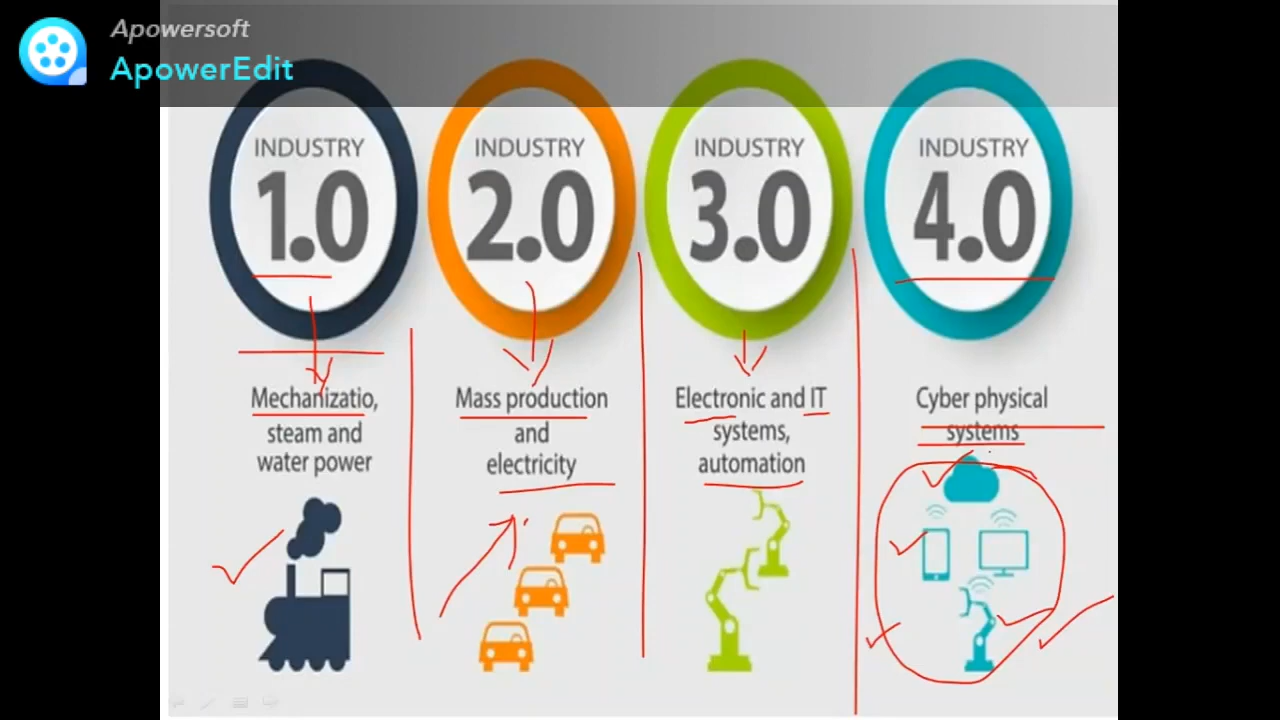 Apowersoft
ApowerEdit
INDUSTRY
1.0
Mechanizatio,
steam and
water power
INDUSTRY
2.0
Mass production
and
electricity
INDUSTRY
3.0
Electronic and IT
systems,
automation
INDUSTRY
4.0
Cyber physical
systems